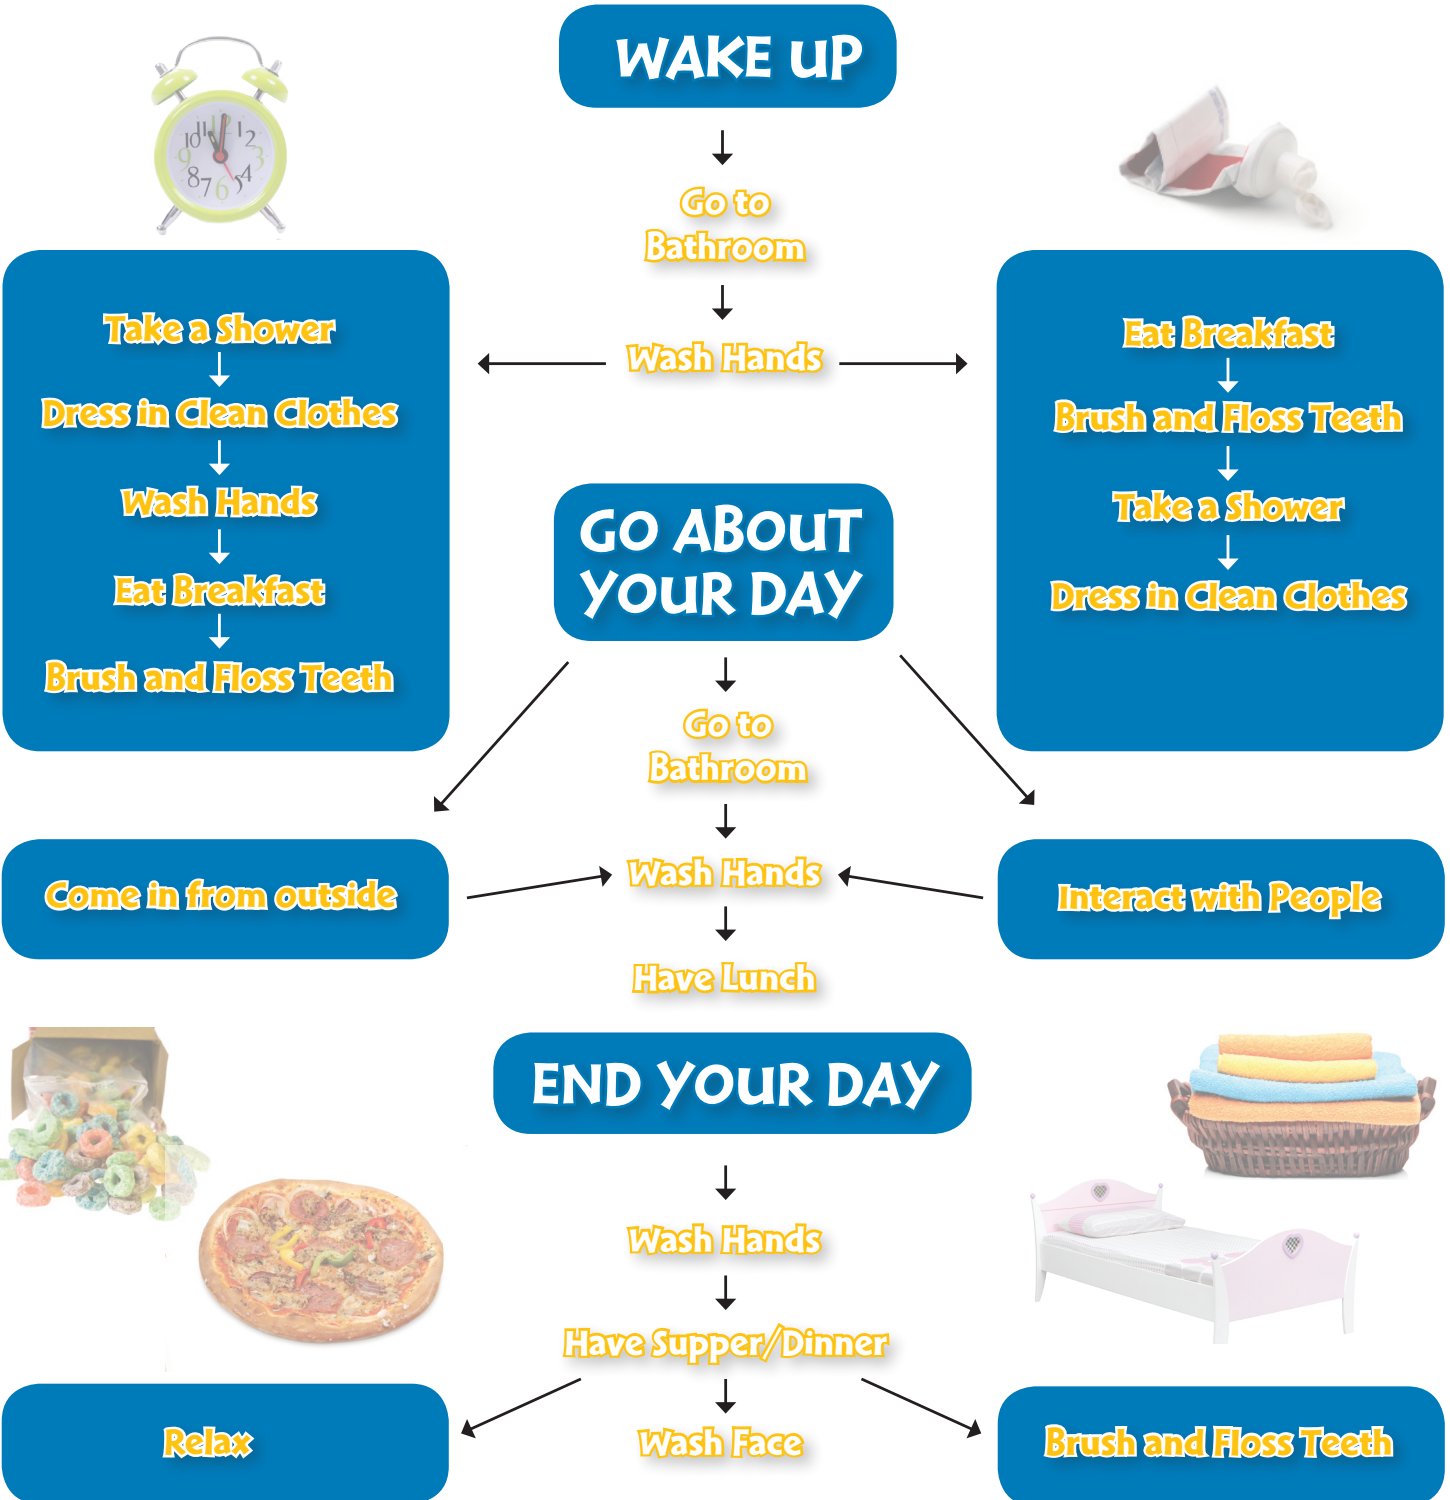 WAKE UP
Go to
Bathroom
Wash Hands
Take a Shower
Dress in Clean Clothes
Wash Hands
Eat Breakfast
Brush and Floss Teeth
Eat Breakfast
Brush and Floss Teeth
Take a Shower
Dress in Clean Clothes
GO ABOUT
YOUR DAY
Go to
Bathroom
Come in from outside
Wash Hands
Interact with People
Have Lunch
END YOUR DAY
Wash Hands
Have Supper/Dinner
Relax
Wash Face
Brush and Floss Teeth